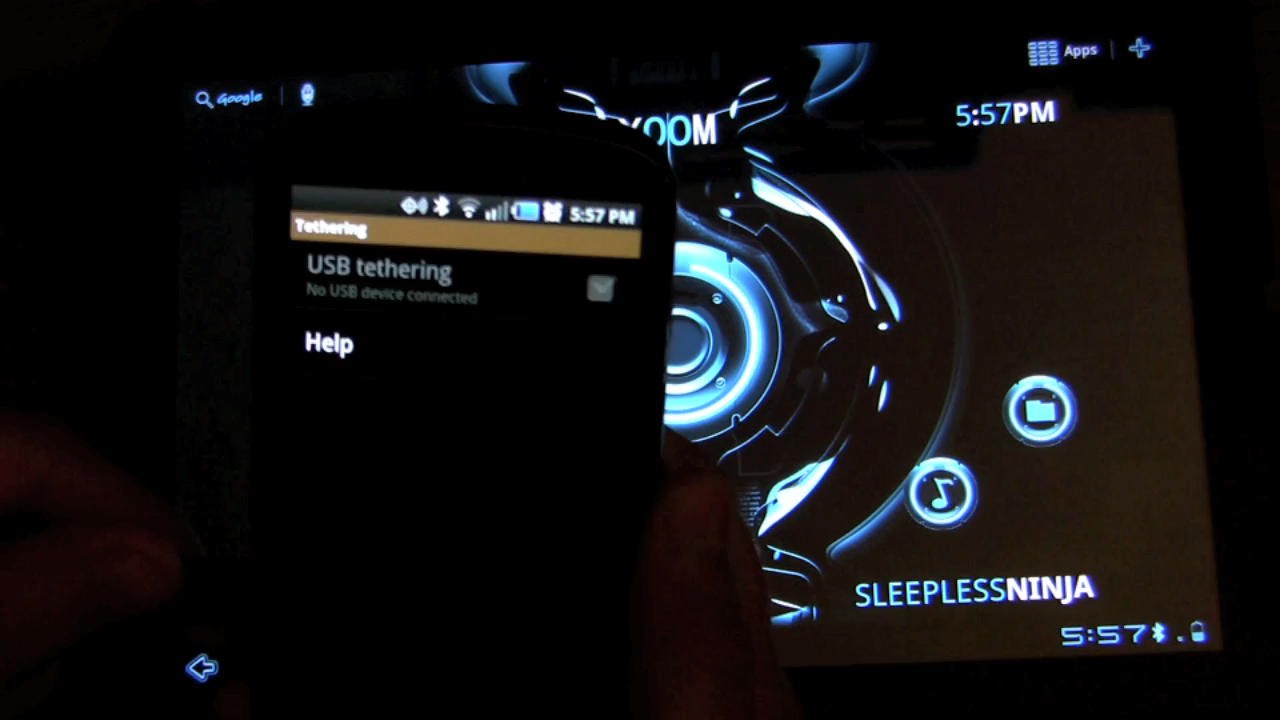 Google
Apps
5:57PM
XOOM
5:57 PM
Tethering
USB tethering
No USB device connected
Help
SLEEPLESSNINJA
5:57